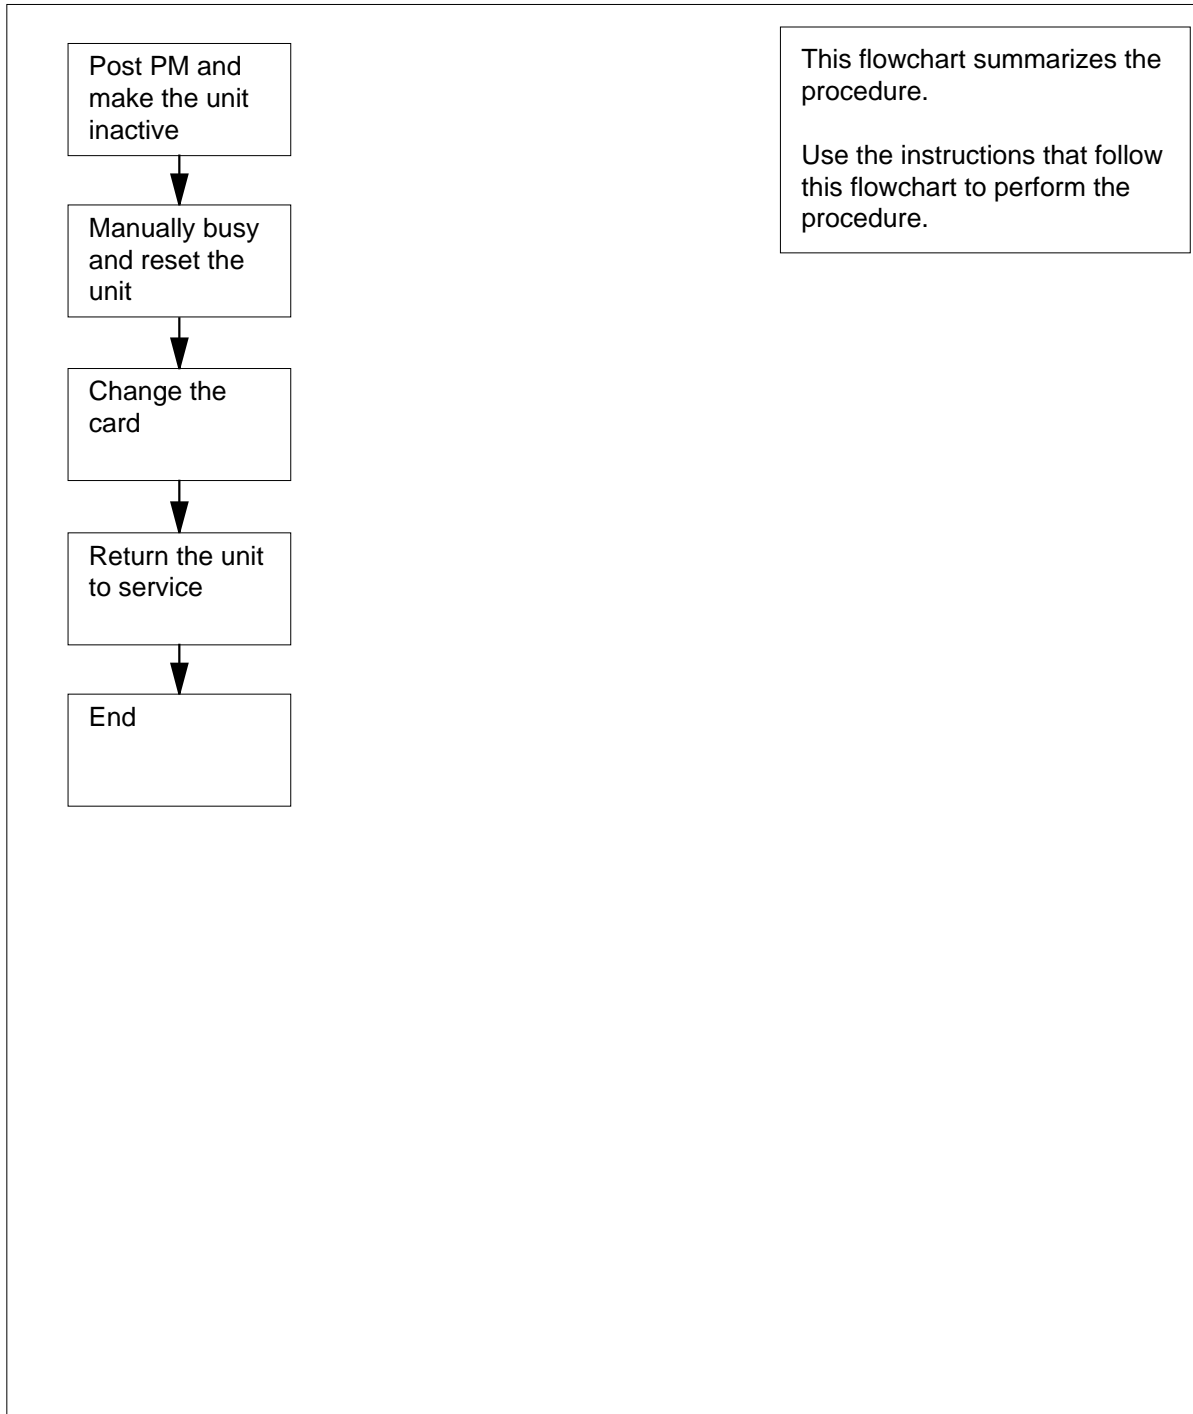 Post PM and
make the unit
inactive
Manually busy
and reset the
unit
Change the
card
Return the unit
to service
End
This flowchart summarizes the
procedure.
Use the instructions that follow
this flowchart to perform the
procedure.